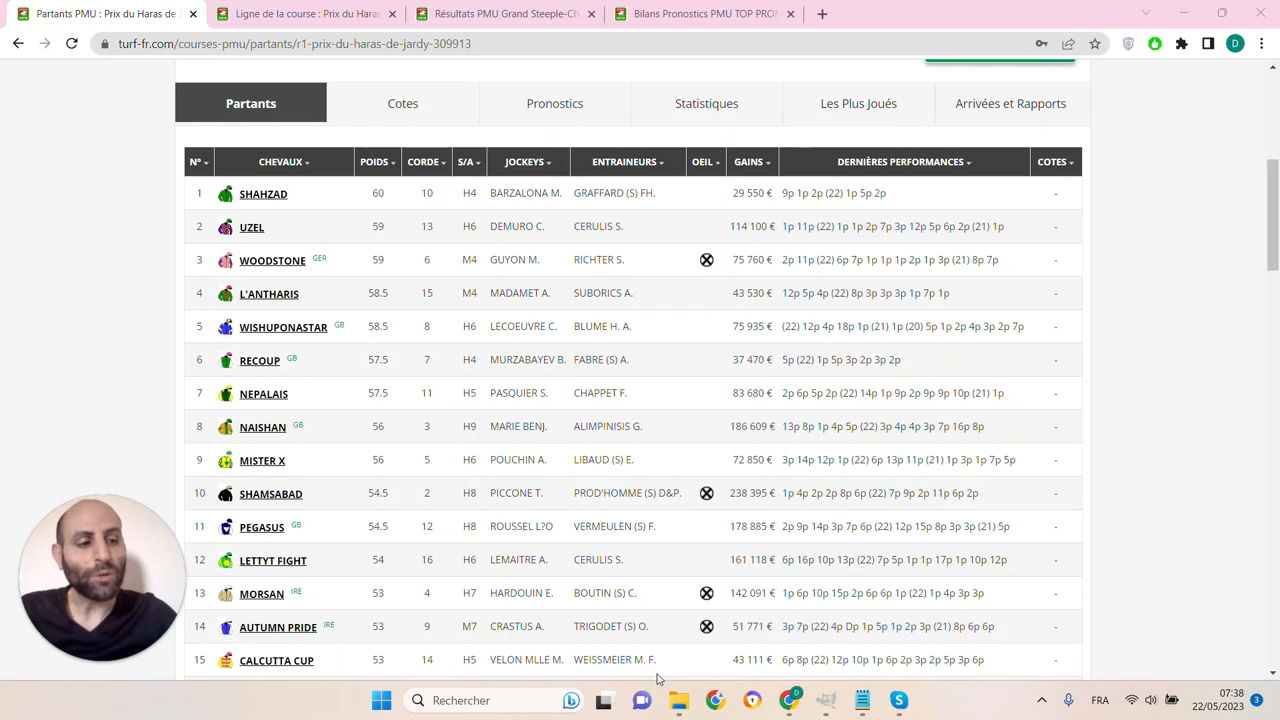 Partants PMU : Prix du Haras de J
Ligne de la course : Prix du Haras
Résultats PMU Grand Steeple-Ch
Bilans Pronostics PMU TOP PRON
turf-fr.com/courses-pmu/partants/r1-prix-du-haras-de-jardy-309913
D
Partants Cotes Pronostics Statistiques Les Plus Joués Arrivées et Rapports
N° CHEVAUX POIDS CORDE S/A JOCKEYS ENTRAINEURS OEIL GAINS DERNIÈRES PERFORMANCES COTES
1 SHAHZAD 60 10 H4 BARZALONA M. GRAFFARD (S) FH. 29 550 € 9p 1p 2p (22) 1p 5p 2p -
2 UZEL 59 13 H6 DEMURO C. CERULIS S. 114 100 € 1p 11p (22) 1p 1p 2p 7p 3p 12p 5p 6p 2p (21) 1p -
3 WOODSTONE GER 59 6 M4 GUYON M. RICHTER S. 75 760 € 2p 11p (22) 6p 7p 1p 1p 1p 2p 1p 3p (21) 8p 7p -
4 L'ANTHARIS 58.5 15 M4 MADAMET A. SUBORICS A. 43 530 € 12p 5p 4p (22) 8p 3p 3p 3p 1p 7p 1p -
5 WISHUPONASTAR GB 58.5 8 H6 LECOEUVRE C. BLUME H. A. 75 935 € (22) 12p 4p 18p 1p (21) 1p (20) 5p 1p 2p 4p 3p 2p 7p -
6 RECOUP GB 57.5 7 H4 MURZABAYEV B. FABRE (S) A. 37 470 € 5p (22) 1p 5p 3p 2p 3p 2p -
7 NEPALAIS 57.5 11 H5 PASQUIER S. CHAPPET F. 83 680 € 2p 6p 5p 2p (22) 14p 1p 9p 2p 9p 9p 10p (21) 1p -
8 NAISHAN GB 56 3 H9 MARIE BENJ. ALIMPINISIS G. 186 609 € 13p 8p 1p 4p 5p (22) 3p 4p 4p 3p 7p 16p 8p -
9 MISTER X 56 5 H6 POUCHIN A. LIBAUD (S) E. 72 850 € 3p 14p 12p 1p (22) 6p 13p 11p (21) 1p 3p 1p 7p 5p -
10 SHAMSABAD 54.5 2 H8 PICCONE T. PROD'HOMME (S) D&P. 238 395 € 1p 4p 2p 2p 8p 6p (22) 7p 9p 2p 11p 6p 2p -
11 PEGASUS GB 54.5 12 H8 ROUSSEL L?O VERMEULEN (S) F. 178 885 € 2p 9p 14p 3p 7p 6p (22) 12p 15p 8p 3p 3p (21) 5p -
12 LETTYT FIGHT 54 16 H6 LEMAITRE A. CERULIS S. 161 118 € 6p 16p 10p 13p (22) 7p 5p 1p 1p 17p 1p 10p 12p -
13 MORSAN IRE 53 4 H7 HARDOUIN E. BOUTIN (S) C. 142 091 € 1p 6p 10p 15p 2p 6p 6p 1p (22) 1p 4p 3p 3p -
14 AUTUMN PRIDE IRE 53 9 M7 CRASTUS A. TRIGODET (S) O. 51 771 € 3p 7p (22) 4p Dp 1p 5p 1p 2p 3p (21) 8p 6p 6p -
15 CALCUTTA CUP 53 14 H5 VELON MLLE M. WEISSMEIER M. F. 43 111 € 6p 8p (22) 12p 10p 1p 6p 2p 3p 2p 5p 3p 6p -
Rechercher
FRA
07:38
22/05/2023
3